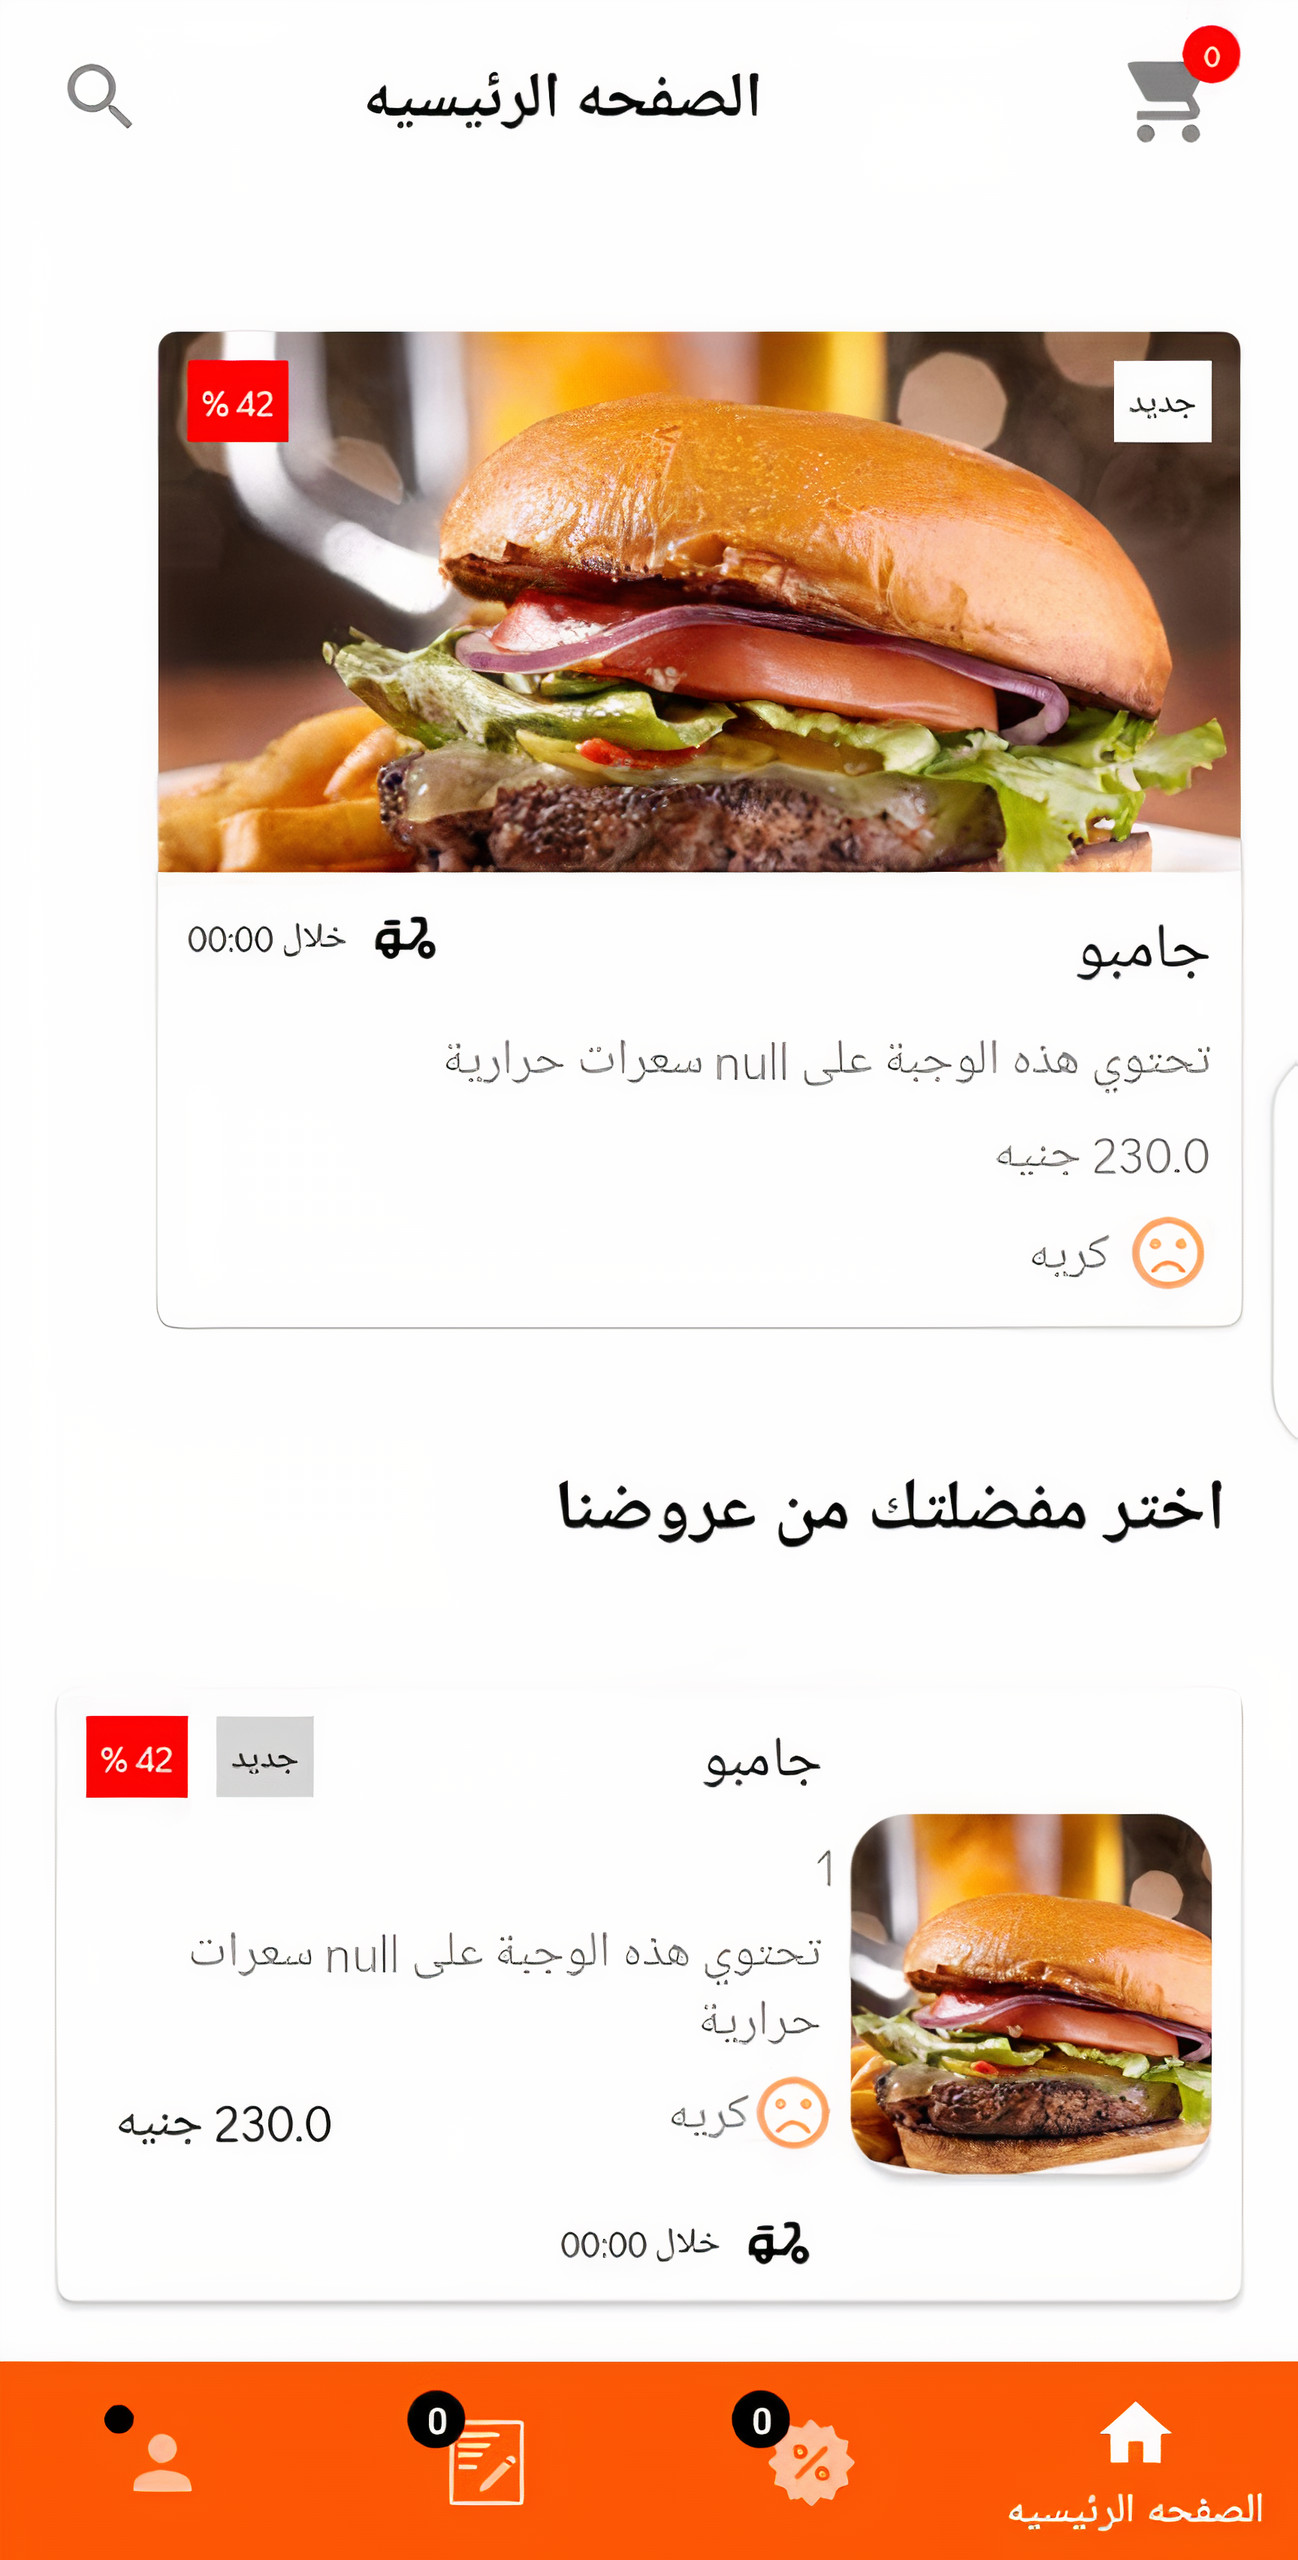 الصفحه الرئيسيه
0
جديد
% 42
جامبو
خلال 00:00
تحتوي هذه الوجبة على null سعرات حرارية
230.0 جنيه
كريه
اختر مفضلتك من عروضنا
جامبو
جديد
% 42
1
تحتوي هذه الوجبة على null سعرات
حرارية
كريه
230.0 جنيه
خلال 00:00
الصفحه الرئيسيه
0
0